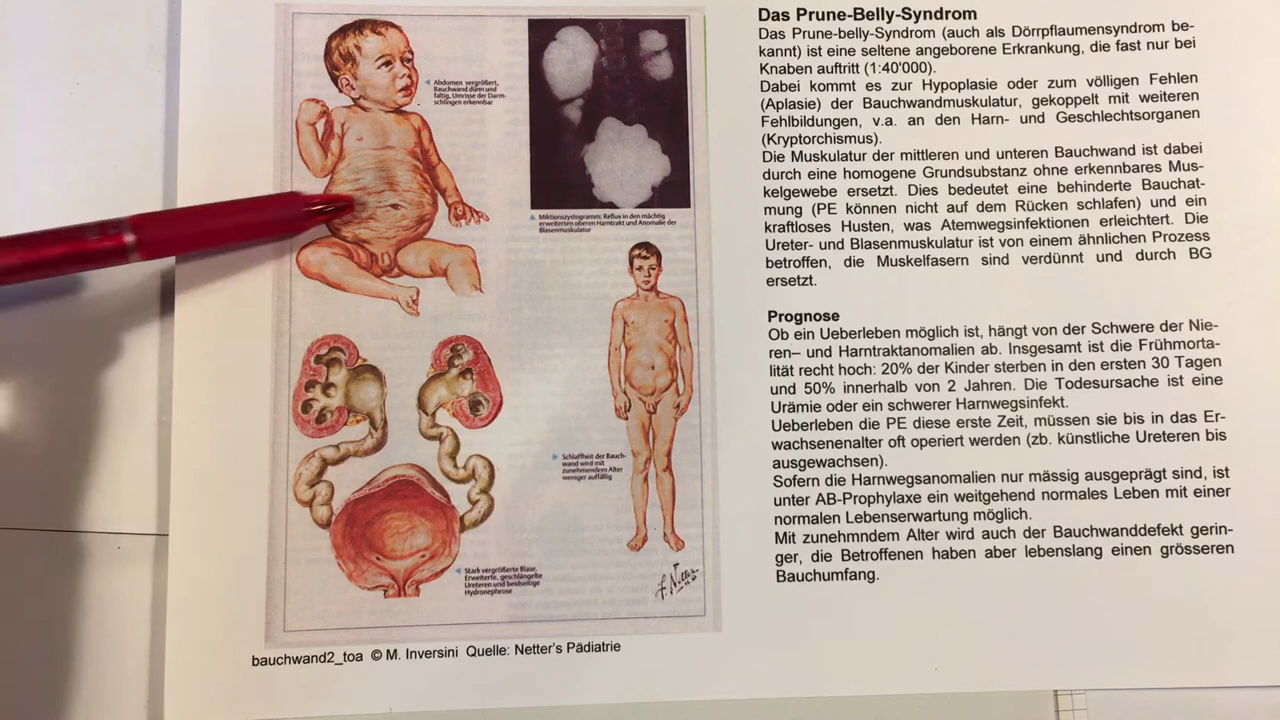 Abdomen vergrößert,
Bauchwand dünn und
faltig, Umrisse der Darm-
schlingen erkennbar
Miktionszystogramm: Reflux in den mächtig
erweiterten oberen Harntrakt und Anomalie der
Blasenmuskulatur
Schlaffheit der Bauch-
wand wird mit
zunehmendem Alter
weniger auffällig
Stark vergrößerte Blase.
Erweiterte, geschlängelte
Ureteren und beidseitige
Hydronephrose
F. Netter
bauchwand2_toa © M. Inversini Quelle: Netter's Pädiatrie
Das Prune-Belly-Syndrom
Das Prune-belly-Syndrom (auch als Dörrpflaumensyndrom be-
kannt) ist eine seltene angeborene Erkrankung, die fast nur bei
Knaben auftritt (1:40'000).
Dabei kommt es zur Hypoplasie oder zum völligen Fehlen
(Aplasie) der Bauchwandmuskulatur, gekoppelt mit weiteren
Fehlbildungen, v.a. an den Harn- und Geschlechtsorganen
(Kryptorchismus).
Die Muskulatur der mittleren und unteren Bauchwand ist dabei
durch eine homogene Grundsubstanz ohne erkennbares Mus-
kelgewebe ersetzt. Dies bedeutet eine behinderte Bauchat-
mung (PE können nicht auf dem Rücken schlafen) und ein
kraftloses Husten, was Atemwegsinfektionen erleichtert. Die
Ureter- und Blasenmuskulatur ist von einem ähnlichen Prozess
betroffen, die Muskelfasern sind verdünnt und durch BG
ersetzt.
Prognose
Ob ein Ueberleben möglich ist, hängt von der Schwere der Nie-
ren– und Harntraktanomalien ab. Insgesamt ist die Frühmorta-
lität recht hoch: 20% der Kinder sterben in den ersten 30 Tagen
und 50% innerhalb von 2 Jahren. Die Todesursache ist eine
Urämie oder ein schwerer Harnwegsinfekt.
Ueberleben die PE diese erste Zeit, müssen sie bis in das Er-
wachsenenalter oft operiert werden (zb. künstliche Ureteren bis
ausgewachsen).
Sofern die Harnwegsanomalien nur mässig ausgeprägt sind, ist
unter AB-Prophylaxe ein weitgehend normales Leben mit einer
normalen Lebenserwartung möglich.
Mit zunehmndem Alter wird auch der Bauchwanddefekt gerin-
ger, die Betroffenen haben aber lebenslang einen grösseren
Bauchumfang.